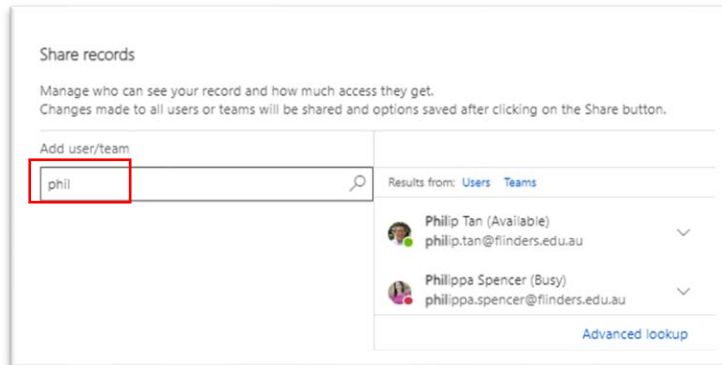 Share records
Manage who can see your record and how much access they get.
Changes made to all users or teams will be shared and options saved after clicking on the Share button.
Add user/team
phil
Results from: Users Teams
Philip Tan (Available)
philip.tan@flinders.edu.au
Philippa Spencer (Busy)
philippa.spencer@flinders.edu.au
Advanced lookup